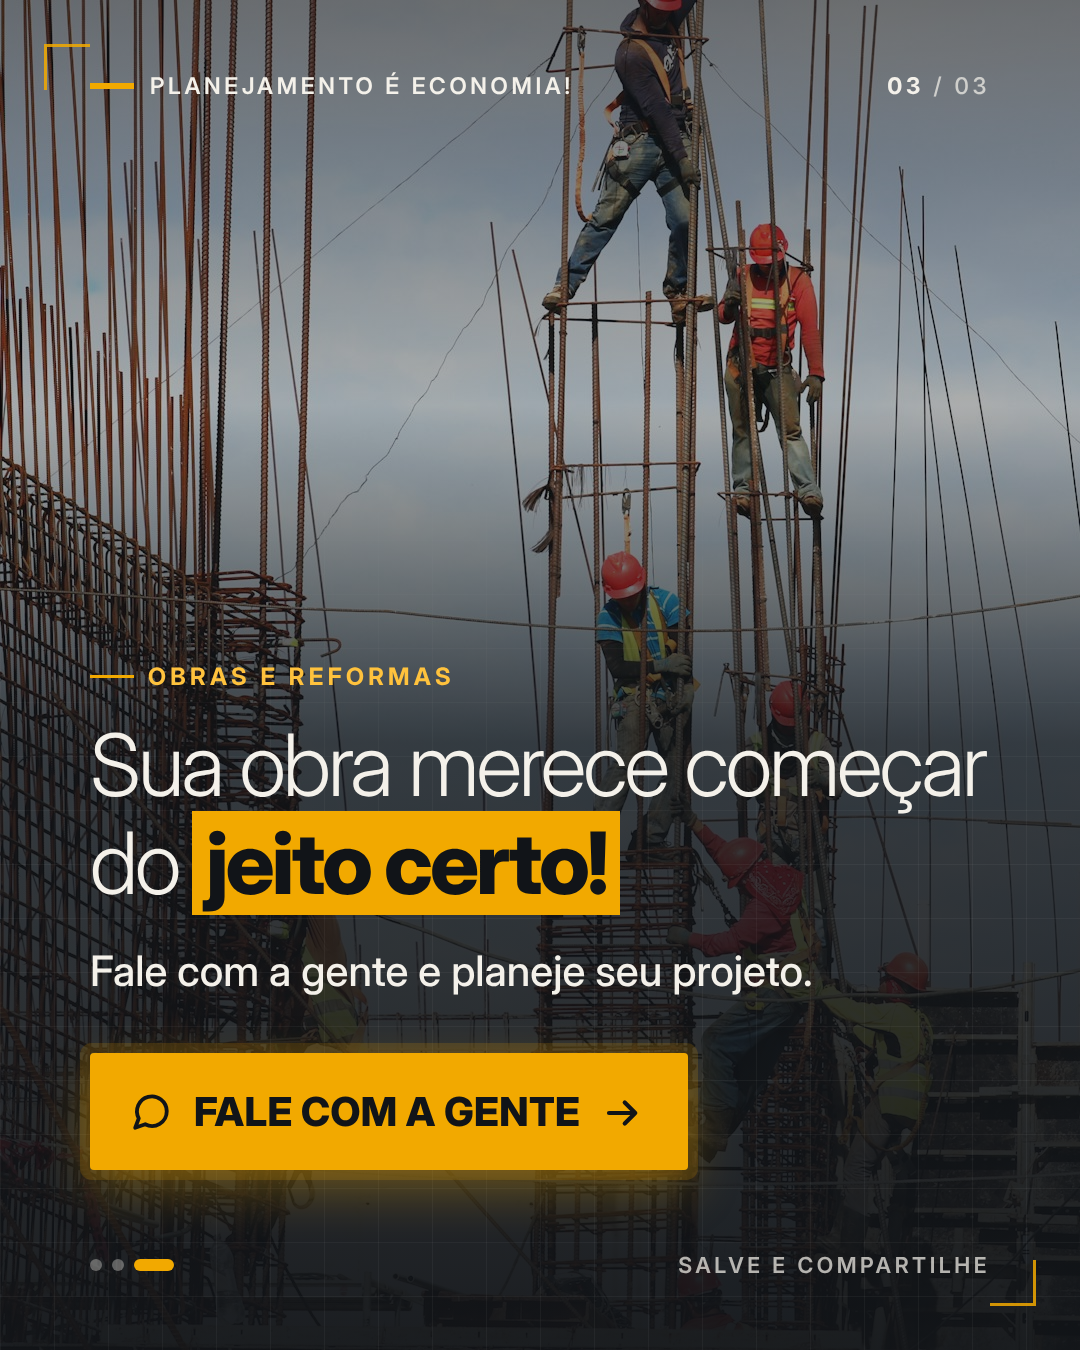 PLANEJAMENTO É ECONOMIA!
03 / 03
OBRAS E REFORMAS
Sua obra merece começar
do jeito certo!
Fale com a gente e planeje seu projeto.
FALE COM A GENTE →
SALVE E COMPARTILHE